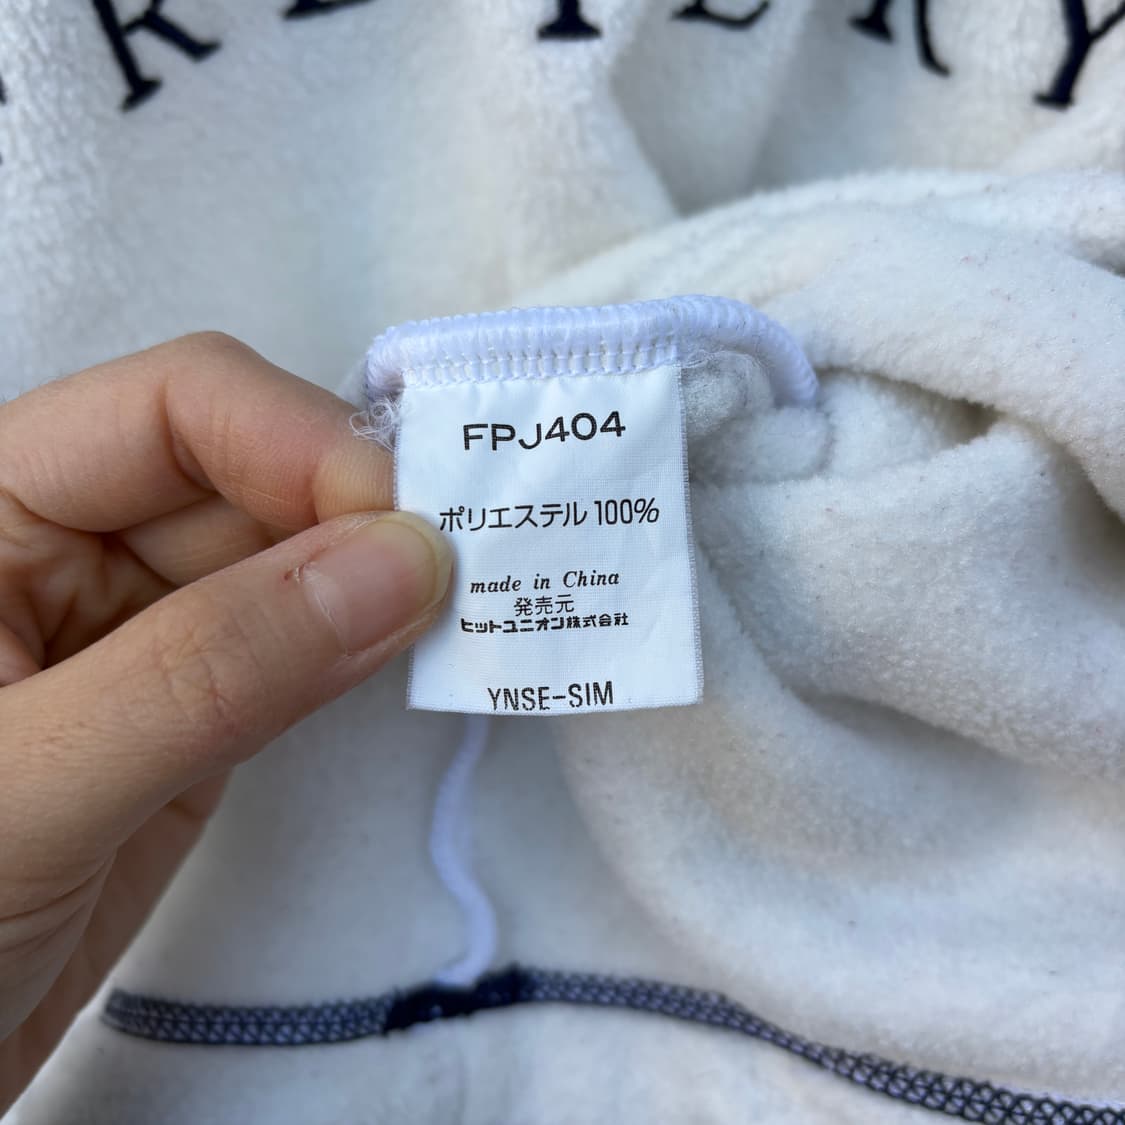 FPJ404
ポリエステル 100%
made in China
発売元
ヒットユニオン株式会社
YNSE-SIM